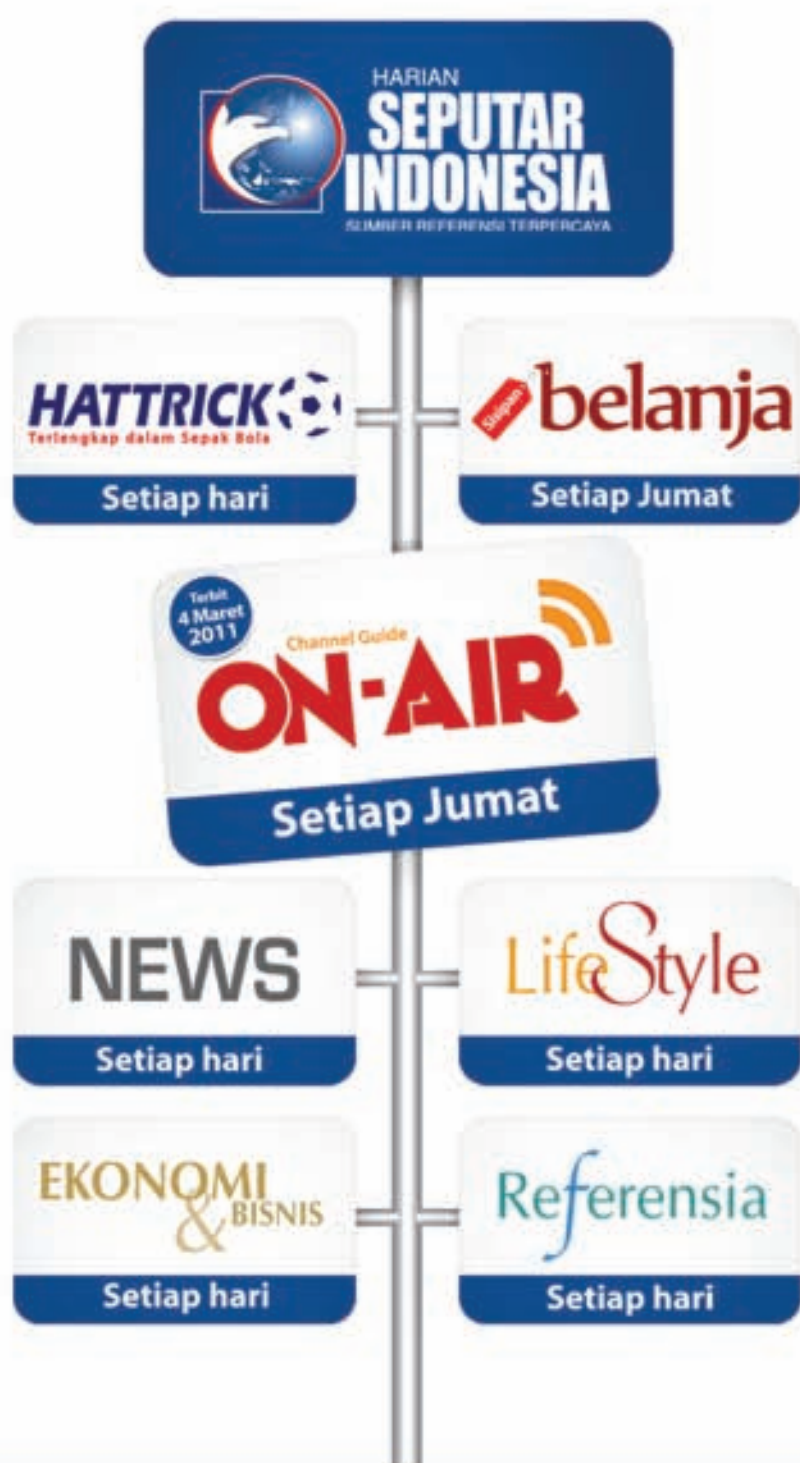 HARIAN
SEPUTAR
INDONESIA
SUMBER REFERENSI TERPERCAYA
HATTRICK
Terlengkap dalam Sepak Bola
Setiap hari
Sisipan
belanja
Setiap Jumat
Terbit
4 Maret
2011
Channel Guide
ON-AIR
Setiap Jumat
NEWS
Setiap hari
LifeStyle
Setiap hari
EKONOMI
& BISNIS
Setiap hari
Referensia
Setiap hari